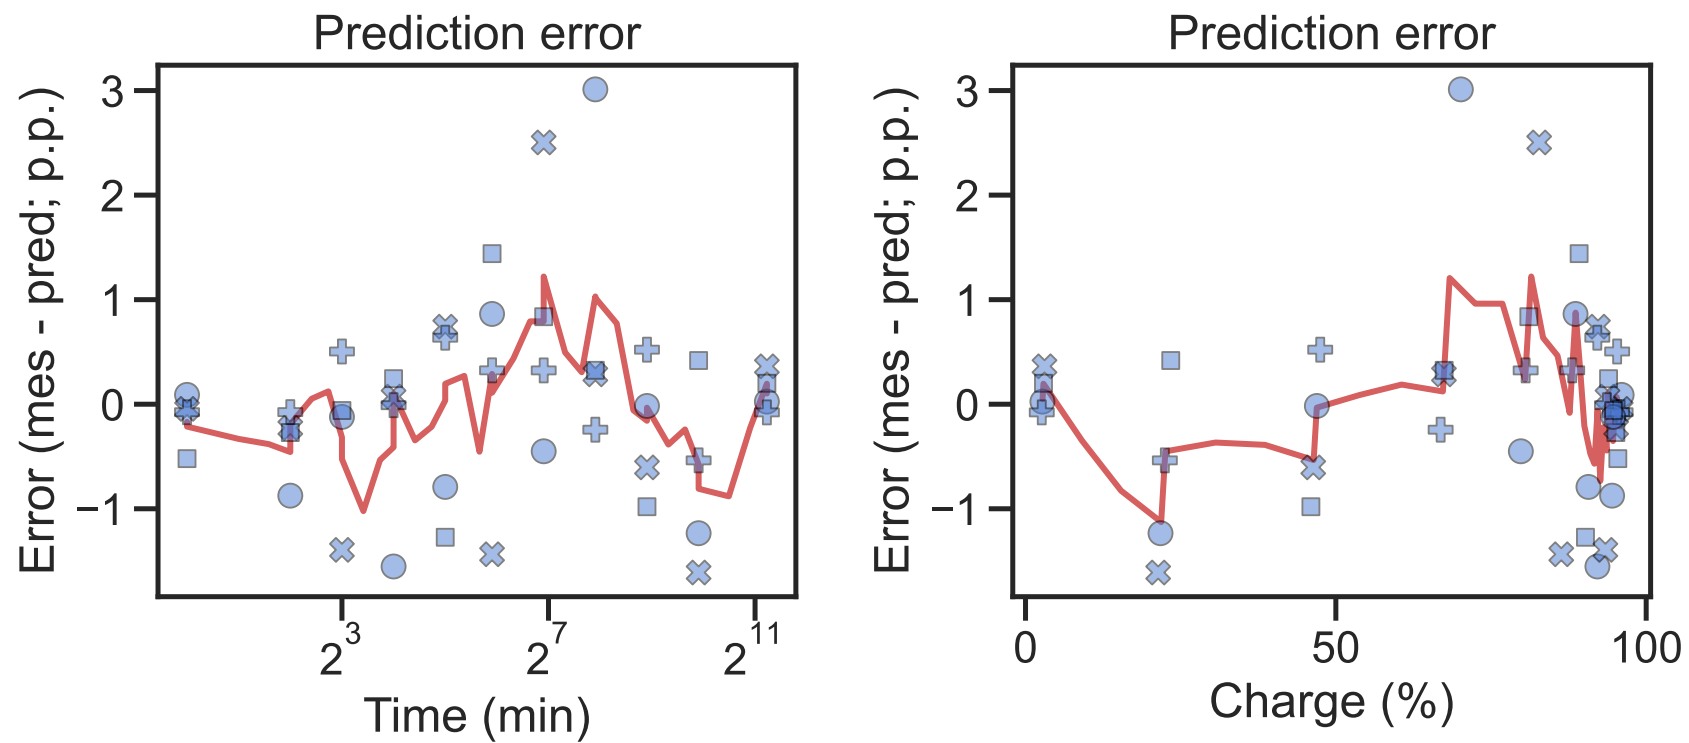 Prediction error
Error (mes - pred; p.p.)
3
2
1
0
−1
2^3
2^7
2^11
Time (min)
Prediction error
Error (mes - pred; p.p.)
3
2
1
0
−1
0
50
100
Charge (%)